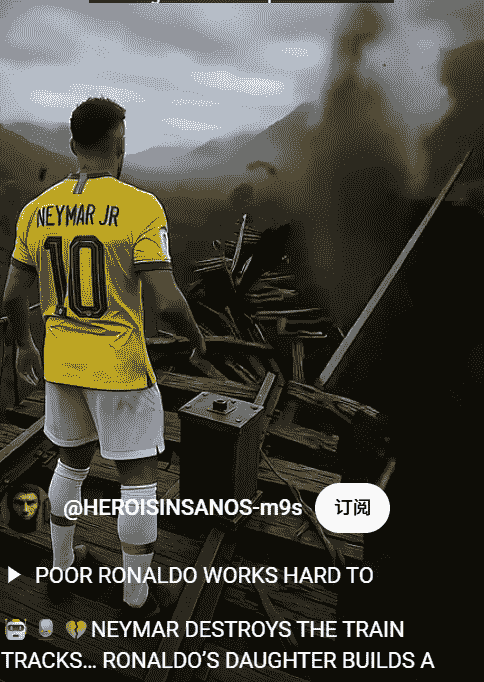 NEYMAR JR
10
@HEROISINSANOS-m9s
订阅
POOR RONALDO WORKS HARD TO
NEYMAR DESTROYS THE TRAIN
TRACKS... RONALDO'S DAUGHTER BUILDS A